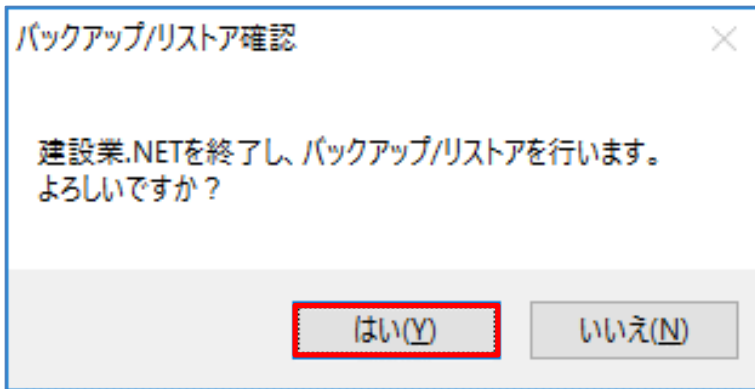 バックアップ/リストア確認
建設業.NETを終了し、バックアップ/リストアを行います。
よろしいですか？
はい(Y)
いいえ(N)